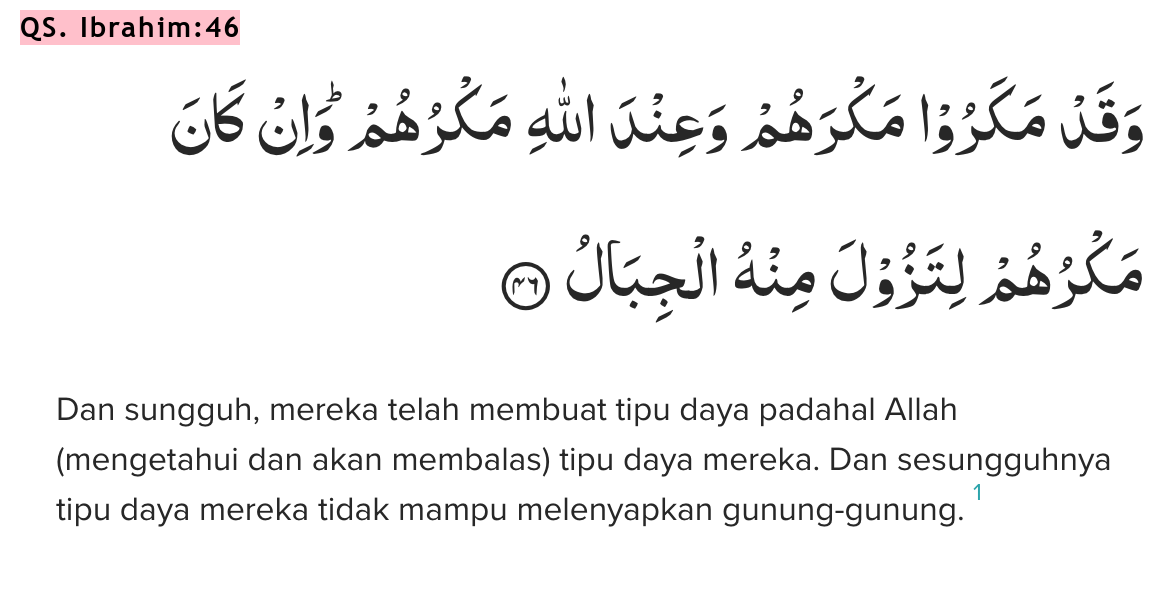 QS. Ibrahim:46
وَقَدْ مَكَرُوْا مَكْرَهُمْ وَعِنْدَ اللّٰهِ مَكْرُهُمْ ۗوَاِنْ كَانَ
مَكْرُهُمْ لِتَزُوْلَ مِنْهُ الْجِبَالُ ٤٦
Dan sungguh, mereka telah membuat tipu daya padahal Allah
(mengetahui dan akan membalas) tipu daya mereka. Dan sesungguhnya
tipu daya mereka tidak mampu melenyapkan gunung-gunung. 1